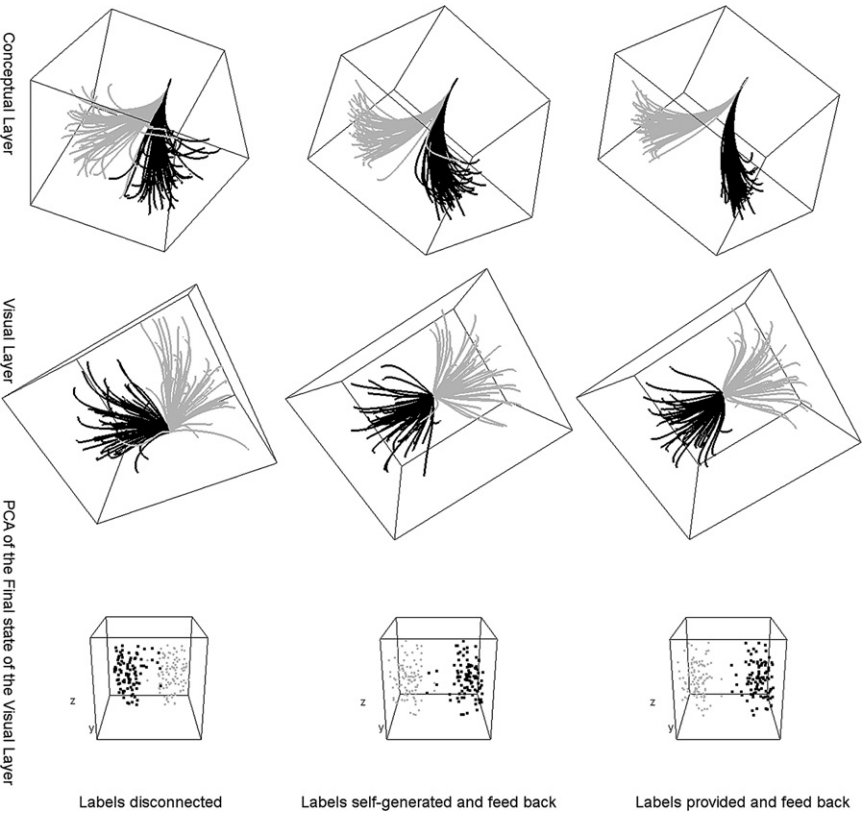 Conceptual Layer
Visual Layer
PCA of the Final state of the Visual Layer
z
y
z
y
z
y
Labels disconnected
Labels self-generated and feed back
Labels provided and feed back